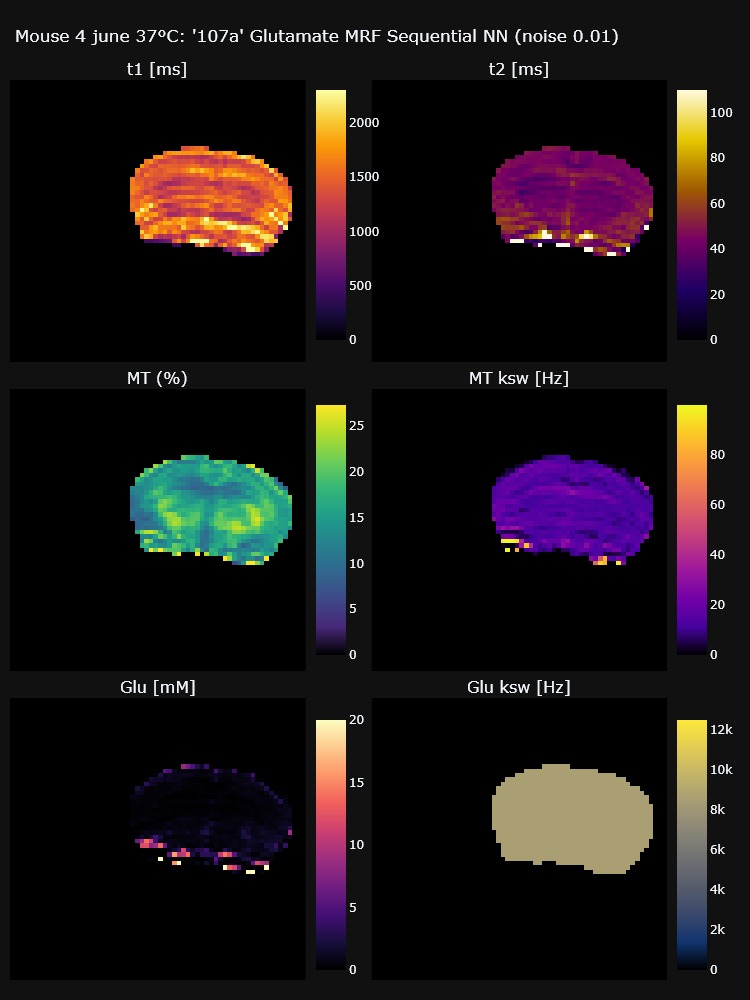 Mouse 4 june 37ºC: '107a' Glutamate MRF Sequential NN (noise 0.01)
t1 [ms]
t2 [ms]
2000
1500
1000
500
0
100
80
60
40
20
0
MT (%)
MT ksw [Hz]
25
20
15
10
5
0
80
60
40
20
0
Glu [mM]
Glu ksw [Hz]
20
15
10
5
0
12k
10k
8k
6k
4k
2k
0